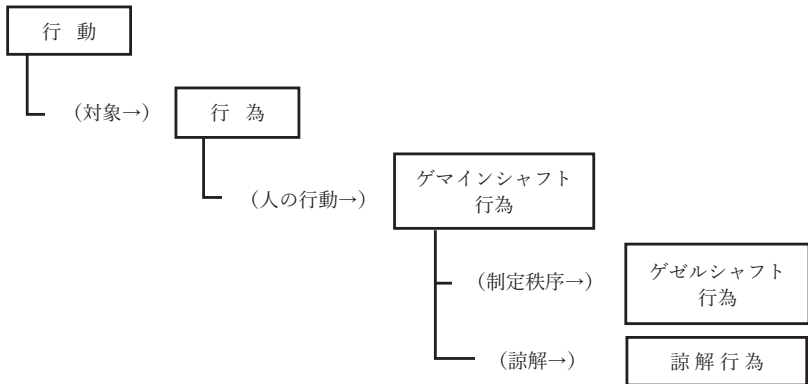 行 動
（対象→）
行 為
（人の行動→）
ゲマインシャフト
行為
（制定秩序→）
ゲゼルシャフト
行為
（諒解→）
諒解行為